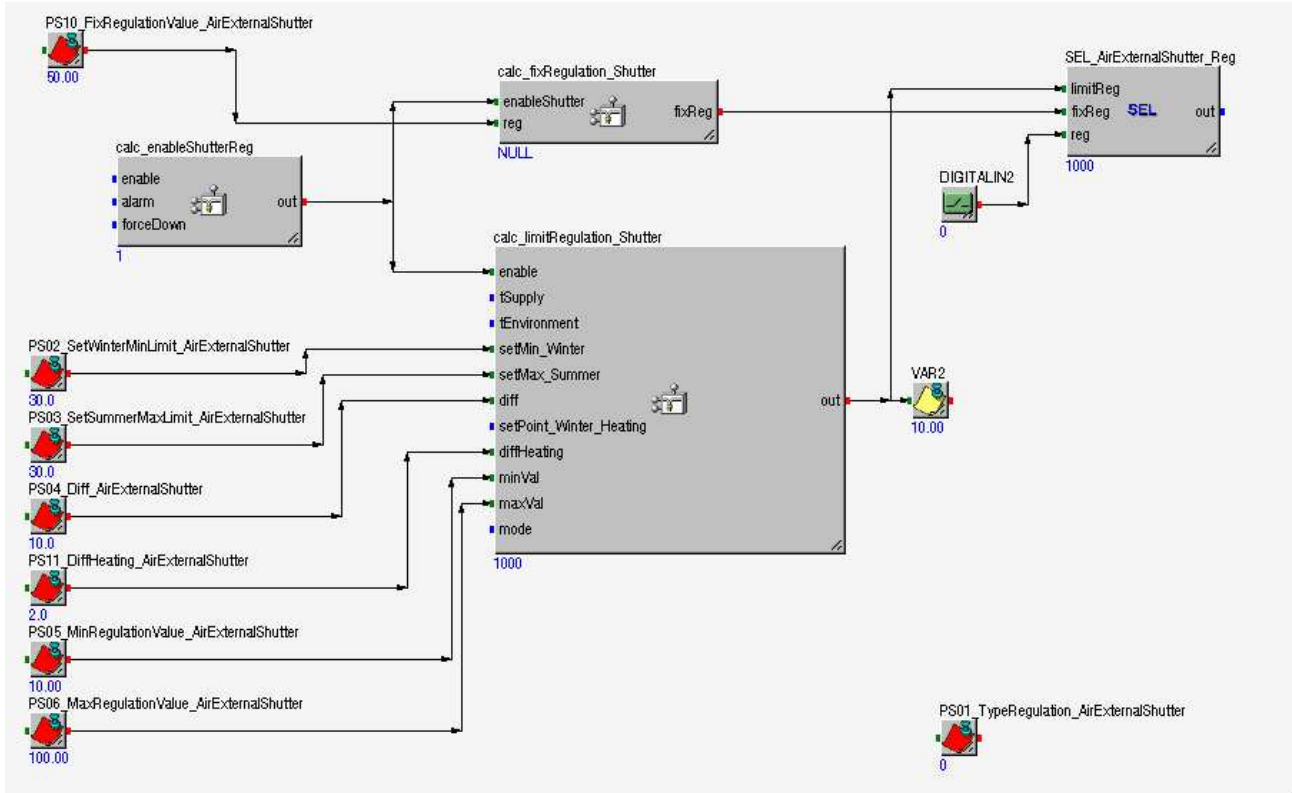 PS10_FixRegulationValue_AirExternalShutter
50.00
calc_fixRegulation_Shutter
enableShutter
reg
fixReg
NULL
SEL_AirExternalShutter_Reg
limitReg
fixReg
reg
SEL
out
1000
calc_enableShutterReg
enable
alarm
forceDown
out
1
DIGITALIN2
0
calc_limitRegulation_Shutter
enable
tSupply
tEnvironment
setMin_Winter
setMax_Summer
diff
setPoint_Winter_Heating
diffHeating
minVal
maxVal
mode
out
1000
VAR2
10.00
PS02_SetWinterMinLimit_AirExternalShutter
30.0
PS03_SetSummerMaxLimit_AirExternalShutter
30.0
PS04_Diff_AirExternalShutter
10.0
PS11_DiffHeating_AirExternalShutter
2.0
PS05_MinRegulationValue_AirExternalShutter
10.00
PS06_MaxRegulationValue_AirExternalShutter
100.00
PS01_TypeRegulation_AirExternalShutter
0